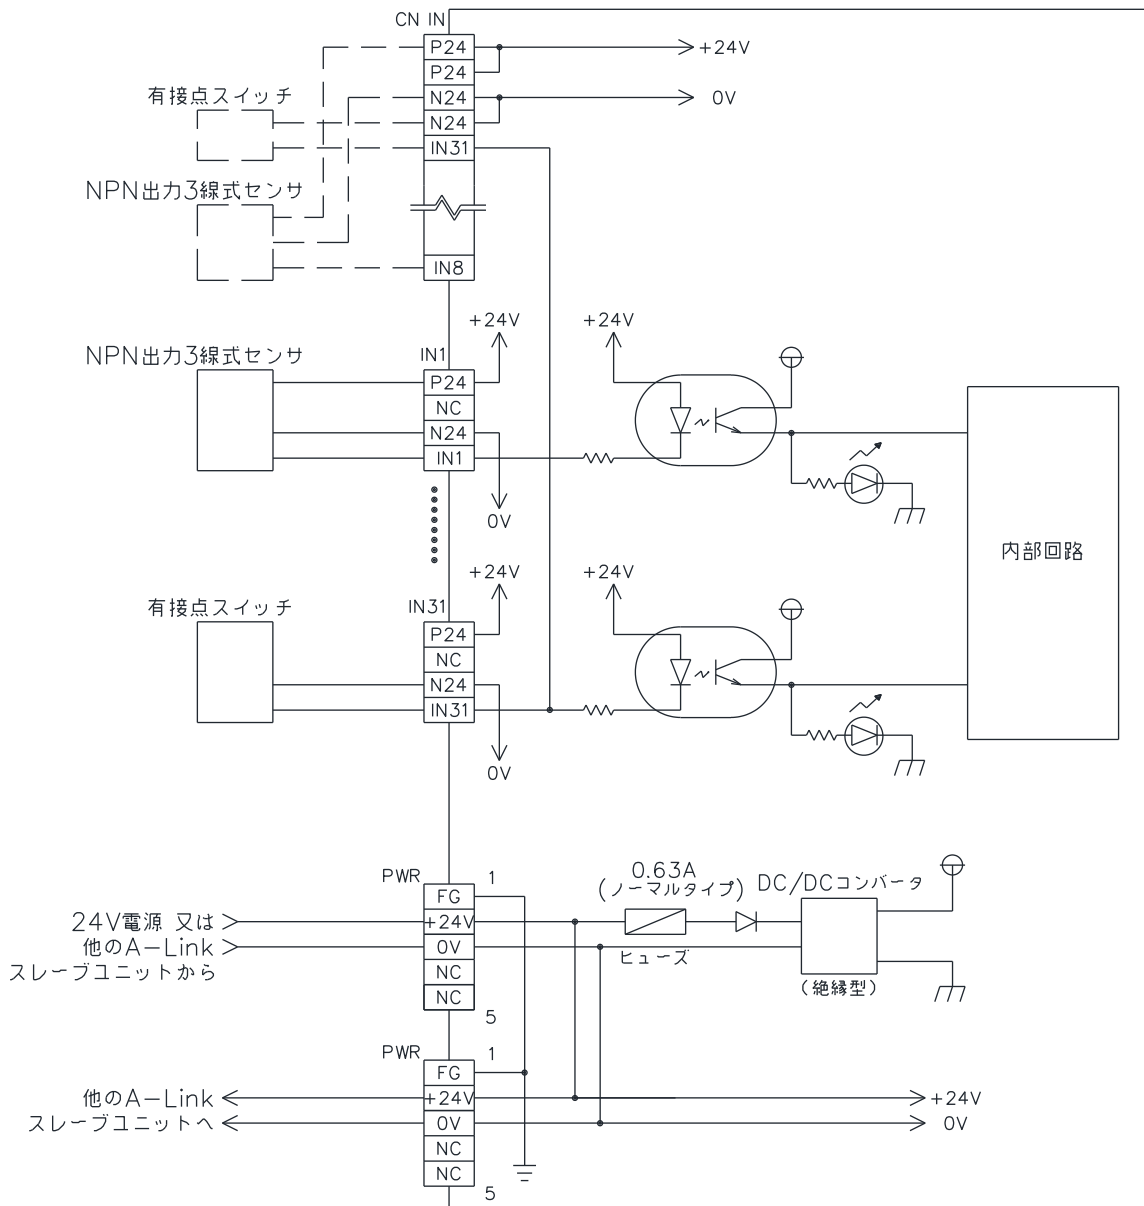 CN IN
P24
+24V
P24
有接点スイッチ
N24
0V
N24
IN31
NPN出力3線式センサ
IN8
+24V
+24V
NPN出力3線式センサ
IN1
P24
NC
N24
IN1
0V
内部回路
+24V
+24V
有接点スイッチ
IN31
P24
NC
N24
IN31
0V
PWR
1
0.63A
(ノーマルタイプ)
DC/DCコンバータ
FG
24V電源 又は
+24V
他のA-Link
0V
ヒューズ
スレーブユニットから
NC
(絶縁型)
NC
5
PWR
1
FG
他のA-Link
+24V
+24V
スレーブユニットへ
0V
0V
NC
NC
5